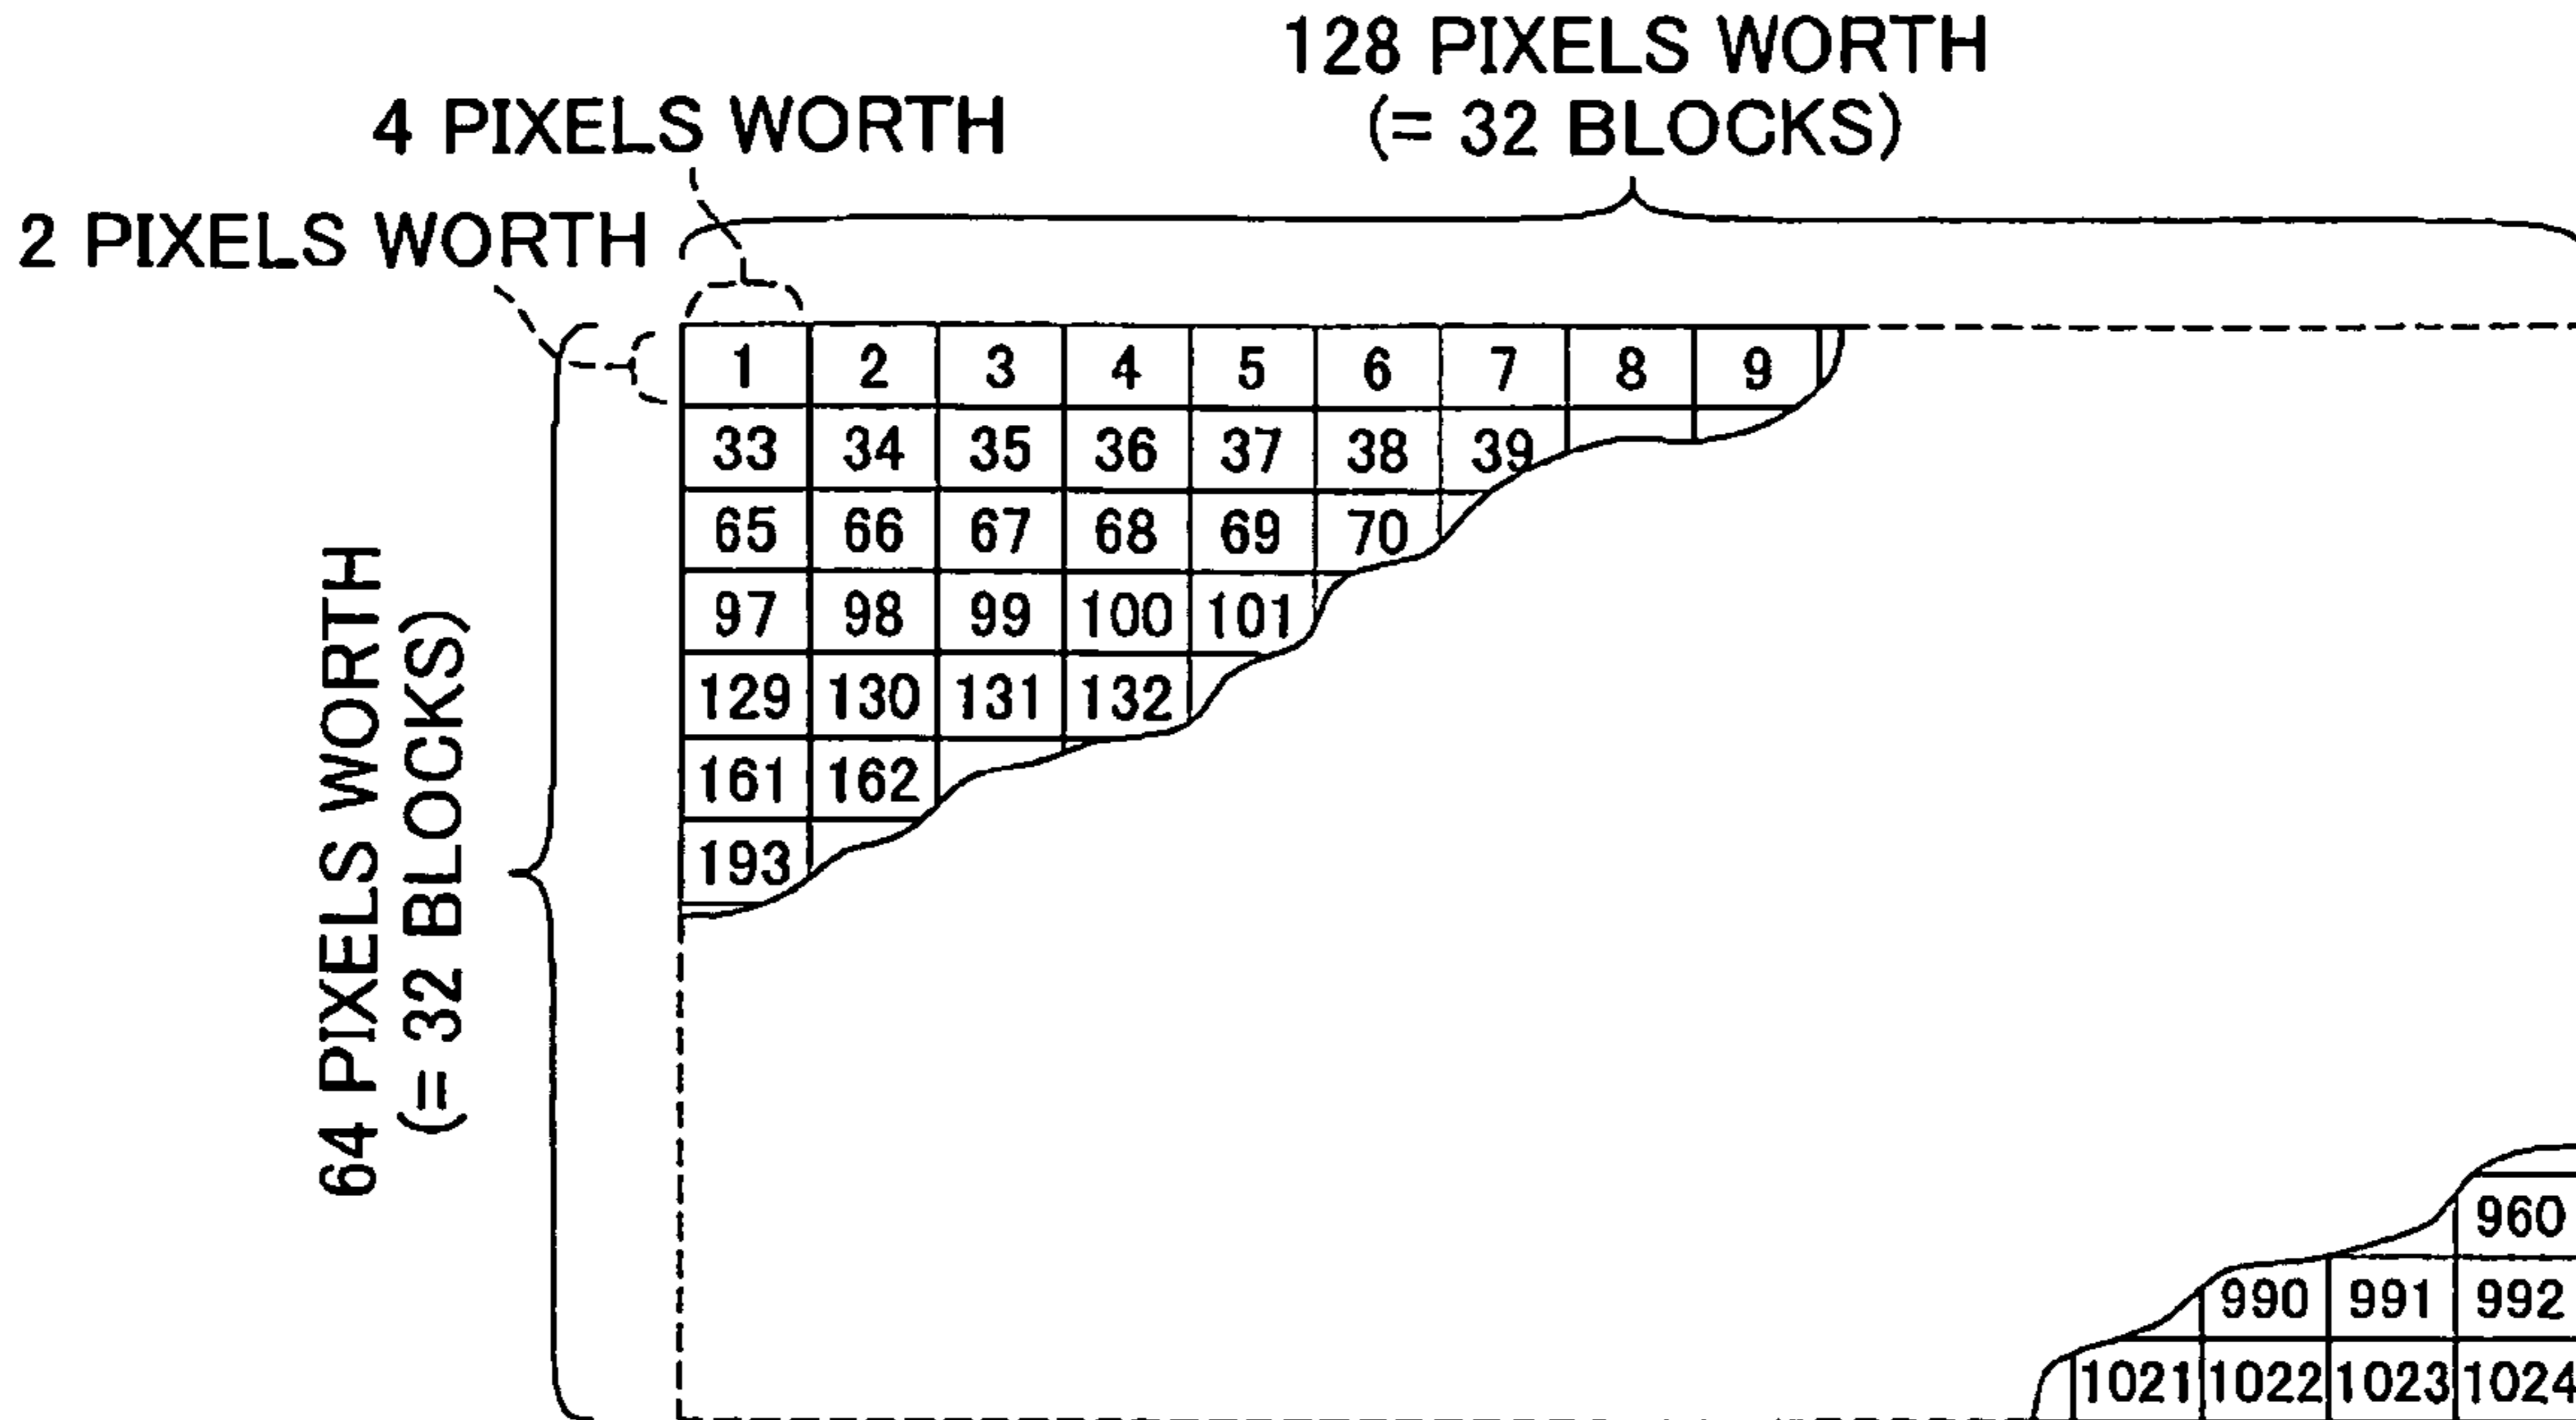 128 PIXELS WORTH
(= 32 BLOCKS)
4 PIXELS WORTH
2 PIXELS WORTH
64 PIXELS WORTH
(= 32 BLOCKS)
1 2 3 4 5 6 7 8 9
33 34 35 36 37 38 39
65 66 67 68 69 70
97 98 99 100 101
129 130 131 132
161 162
193
960
990 991 992
1021 1022 1023 1024